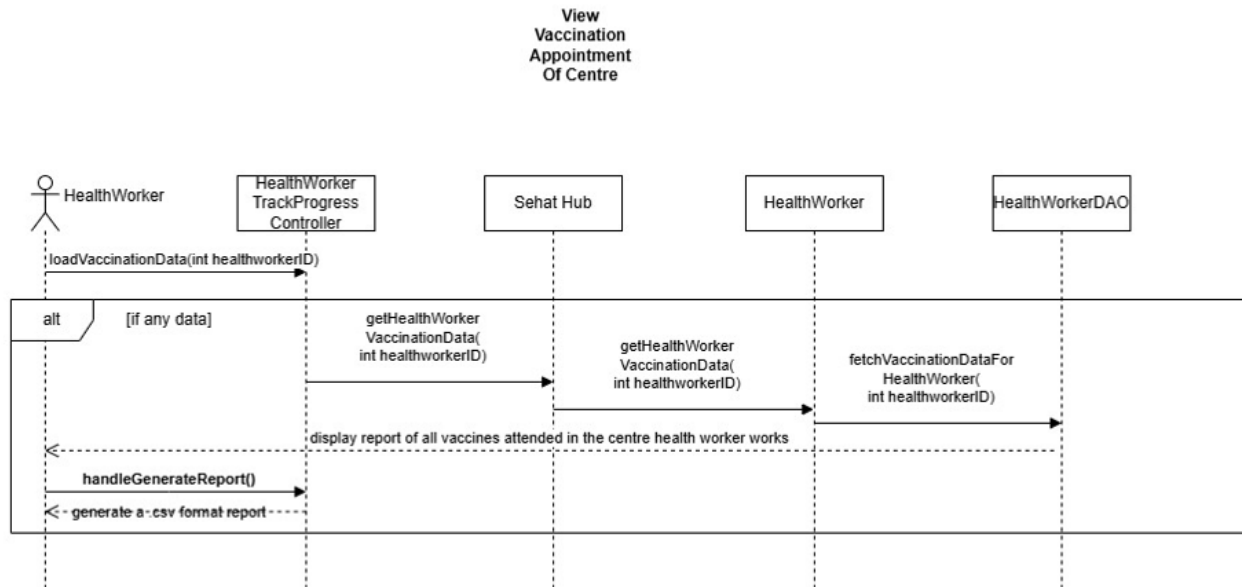 View
Vaccination
Appointment
Of Centre
HealthWorker
HealthWorker
TrackProgress
Controller
Sehat Hub
HealthWorker
HealthWorkerDAO
loadVaccinationData(int healthworkerID)
alt
[if any data]
getHealthWorker
VaccinationData(
int healthworkerID)
getHealthWorker
VaccinationData(
int healthworkerID)
fetchVaccinationDataFor
HealthWorker(
int healthworkerID)
display report of all vaccines attended in the centre health worker works
handleGenerateReport()
generate a .csv format report